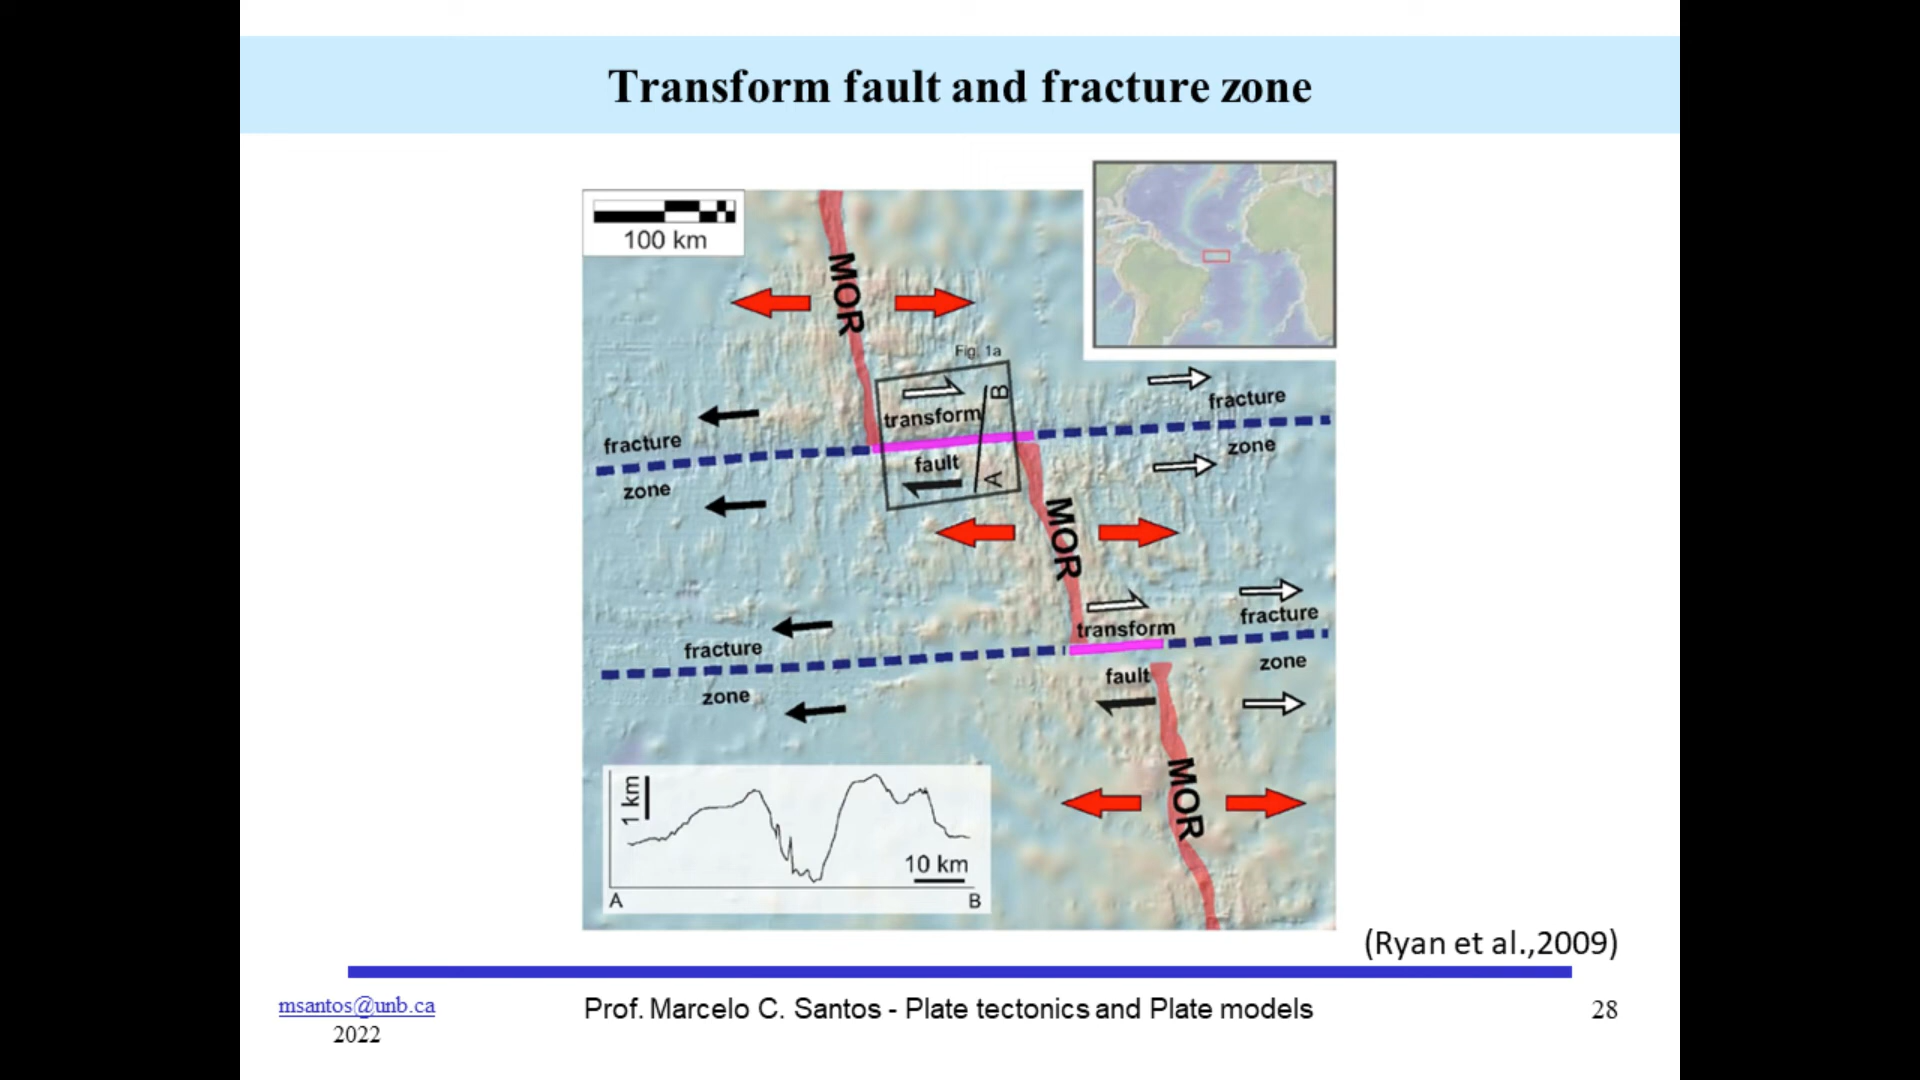 Transform fault and fracture zone
100 km
MOR
Fig. 1a
transform
B
fault
A
fracture
zone
fracture
zone
MOR
transform
fault
fracture
zone
fracture
zone
MOR
1 km
10 km
A
B
(Ryan et al.,2009)
msantos@unb.ca
2022
Prof. Marcelo C. Santos - Plate tectonics and Plate models
28